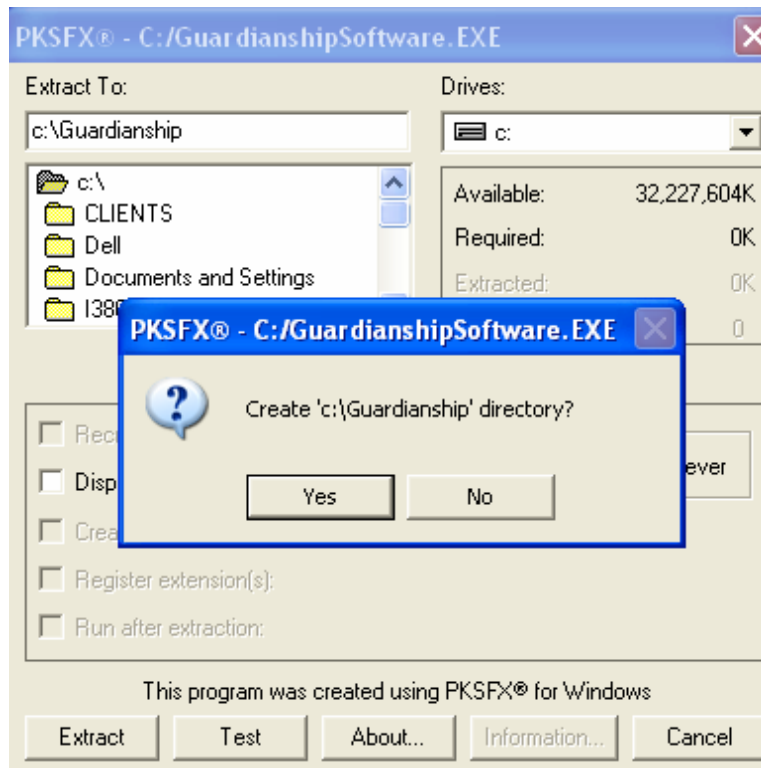 PKSFX® - C:/GuardianshipSoftware.EXE
Extract To:
Drives:
c:\Guardianship
c:
c:\
CLIENTS
Dell
Documents and Settings
Available: 32,227,604K
Required: 0K
Extracted: 0K
0
PKSFX® - C:/GuardianshipSoftware.EXE
Create 'c:\Guardianship' directory?
Yes
No
Register extension(s):
Run after extraction:
This program was created using PKSFX® for Windows
Extract
Test
About...
Information...
Cancel